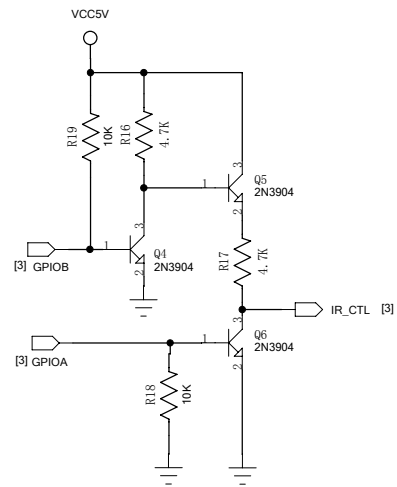 VCC5V
R19
10K
R16
4.7K
3
1
Q5
2N3904
2
3
1
Q4
2N3904
2
[3] GPIOB
R17
4.7K
IR_CTL [3]
3
1
Q6
2N3904
2
[3] GPIOA
R18
10K